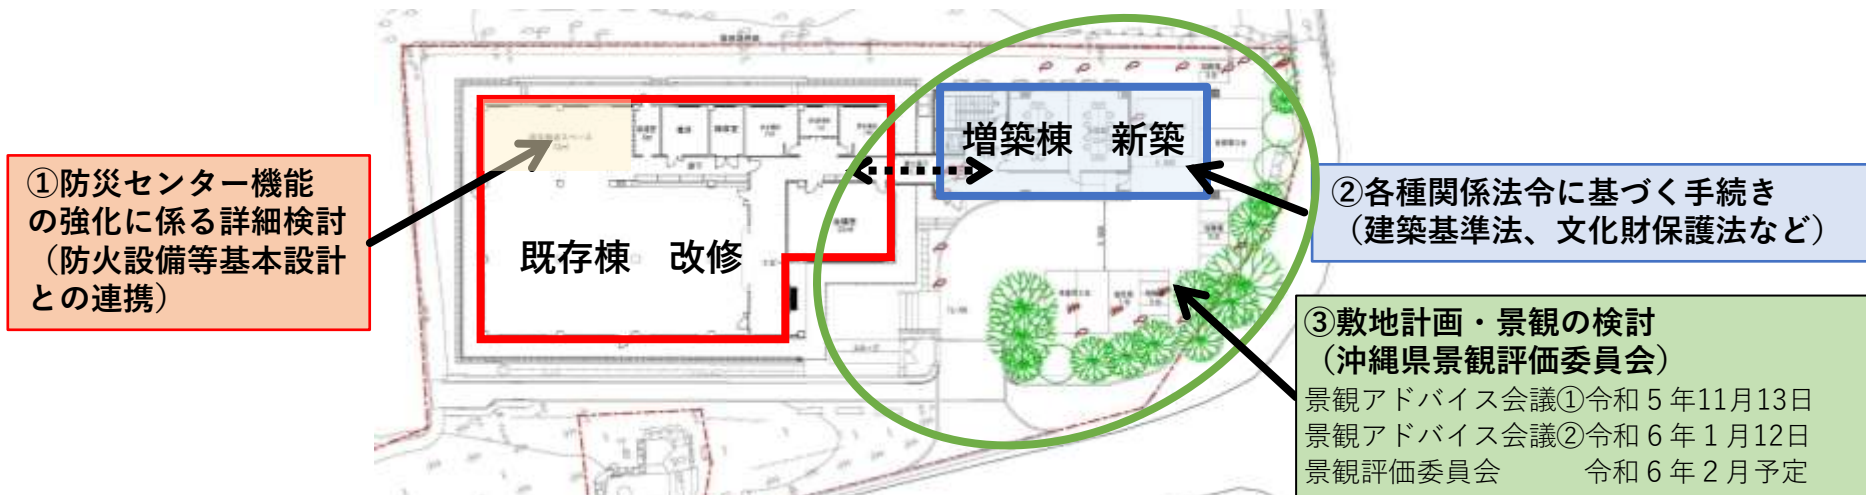 ①防災センター機能
の強化に係る詳細検討
（防火設備等基本設計
との連携）
既存棟　改修
増築棟　新築
②各種関係法令に基づく手続き
（建築基準法、文化財保護法など）
③敷地計画・景観の検討
（沖縄県景観評価委員会）
景観アドバイス会議①令和５年11月13日
景観アドバイス会議②令和６年１月12日
景観評価委員会　　　令和６年２月予定